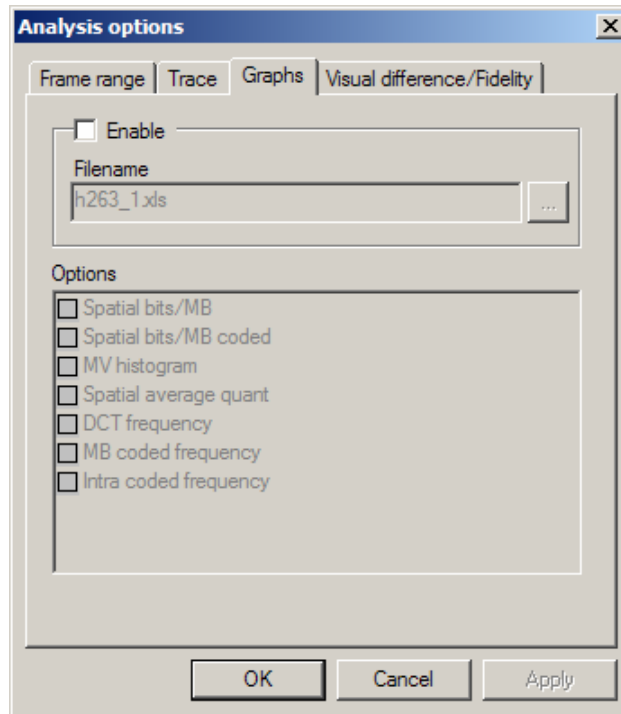 Analysis options
Frame range Trace Graphs Visual difference/Fidelity
Enable
Filename
h263_1.xls
...
Options
Spatial bits/MB
Spatial bits/MB coded
MV histogram
Spatial average quant
DCT frequency
MB coded frequency
Intra coded frequency
OK Cancel Apply